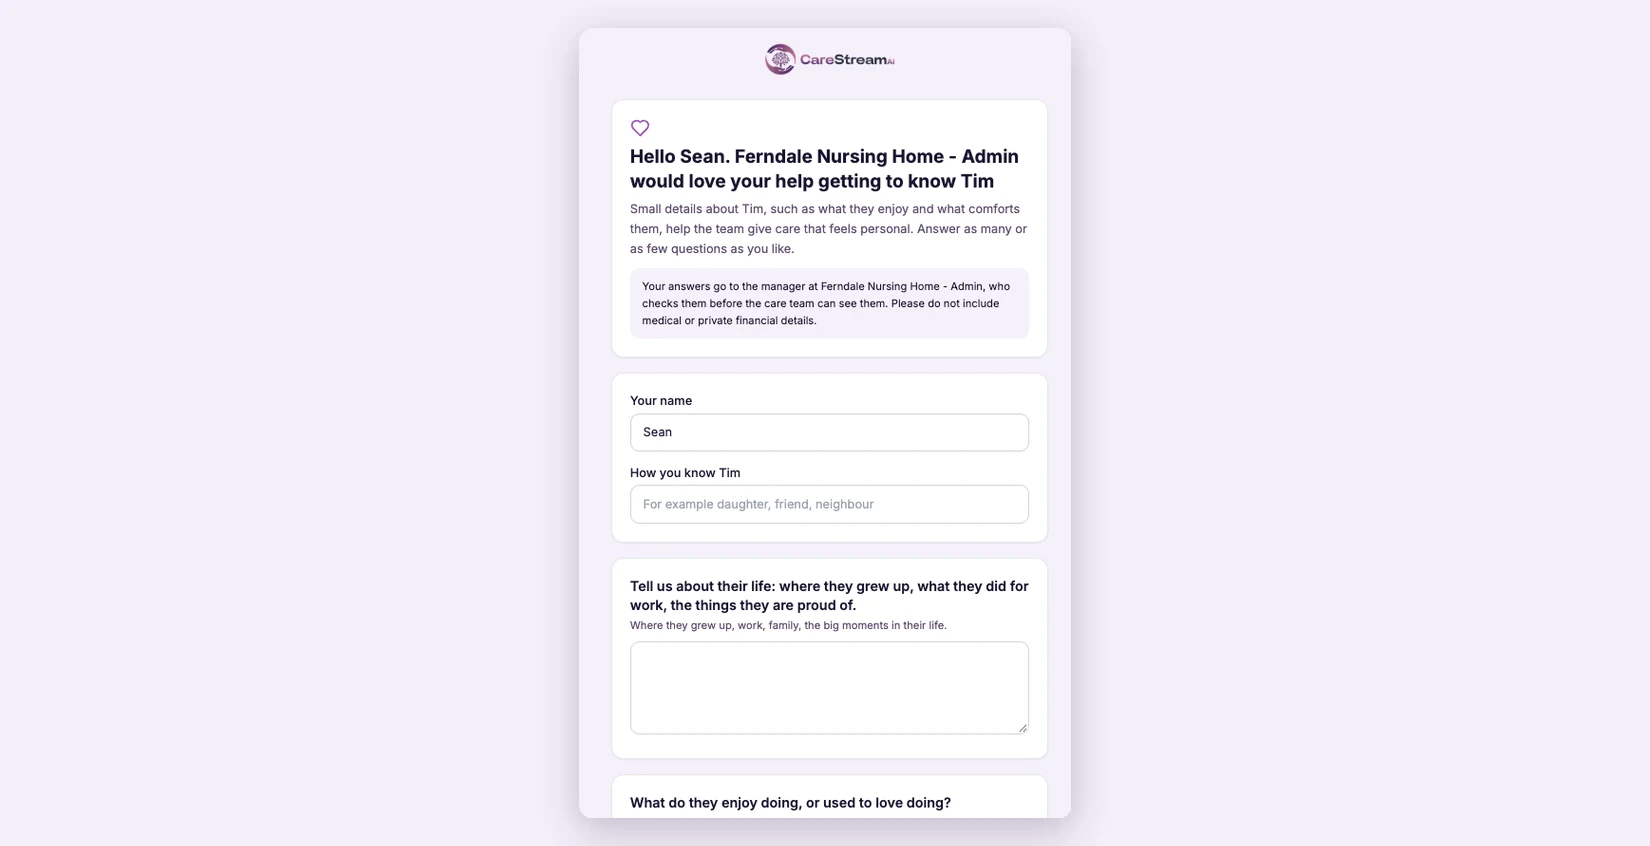 CareStreamAI
Hello Sean. Ferndale Nursing Home - Admin
would love your help getting to know Tim
Small details about Tim, such as what they enjoy and what comforts
them, help the team give care that feels personal. Answer as many or
as few questions as you like.
Your answers go to the manager at Ferndale Nursing Home - Admin, who
checks them before the care team can see them. Please do not include
medical or private financial details.
Your name
Sean
How you know Tim
For example daughter, friend, neighbour
Tell us about their life: where they grew up, what they did for
work, the things they are proud of.
Where they grew up, work, family, the big moments in their life.
What do they enjoy doing, or used to love doing?